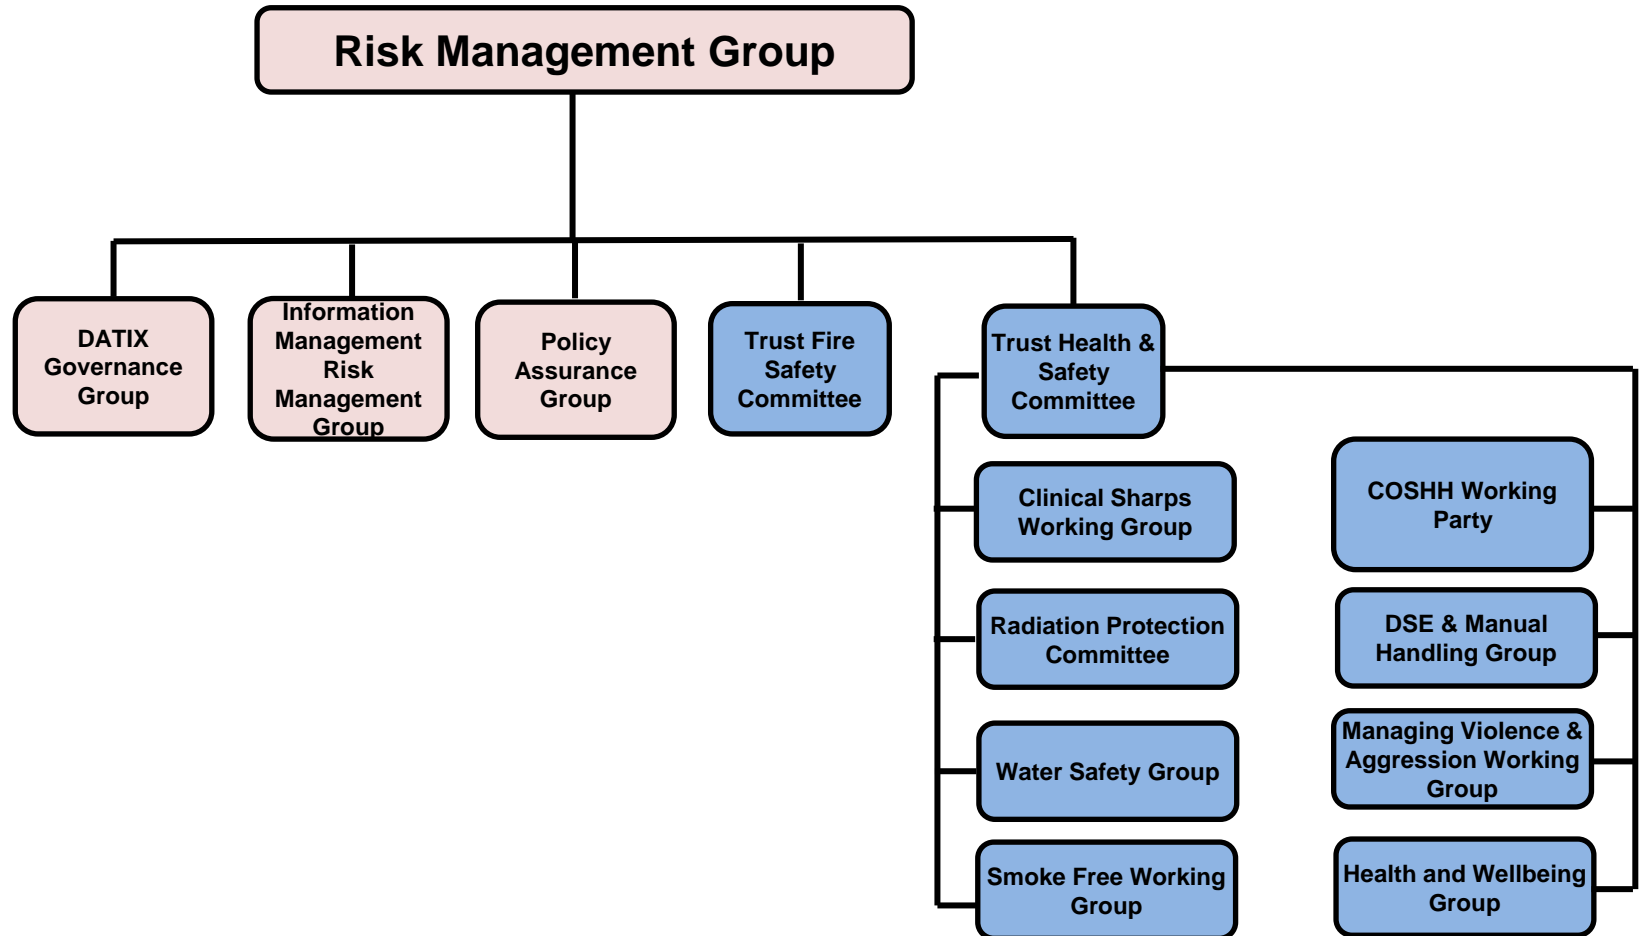 Risk Management Group
DATIX
Governance
Group
Information
Management
Risk
Management
Group
Policy
Assurance
Group
Trust Fire
Safety
Committee
Trust Health &
Safety
Committee
Clinical Sharps
Working Group
Radiation Protection
Committee
Water Safety Group
Smoke Free Working
Group
COSHH Working
Party
DSE & Manual
Handling Group
Managing Violence &
Aggression Working
Group
Health and Wellbeing
Group